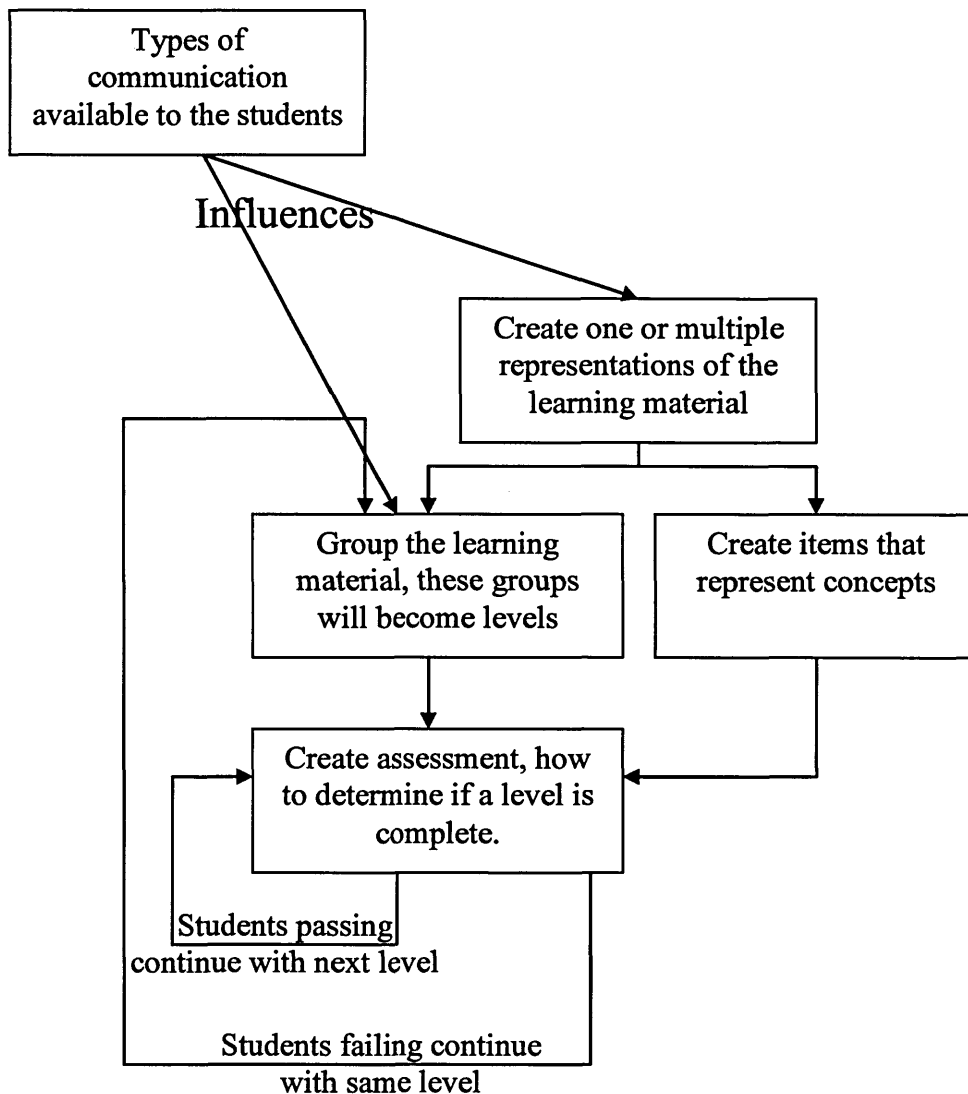 Types of
communication
available to the students
Influences
Create one or multiple
representations of the
learning material
Group the learning
material, these groups
will become levels
Create items that
represent concepts
Create assessment, how
to determine if a level is
complete.
Students passing
continue with next level
Students failing continue
with same level